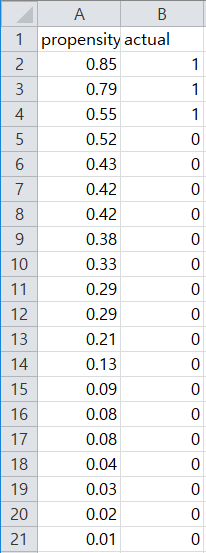 A B
1 propensity actual
2 0.85 1
3 0.79 1
4 0.55 1
5 0.52 0
6 0.43 0
7 0.42 0
8 0.42 0
9 0.38 0
10 0.33 0
11 0.29 0
12 0.29 0
13 0.21 0
14 0.13 0
15 0.09 0
16 0.08 0
17 0.08 0
18 0.04 0
19 0.03 0
20 0.02 0
21 0.01 0